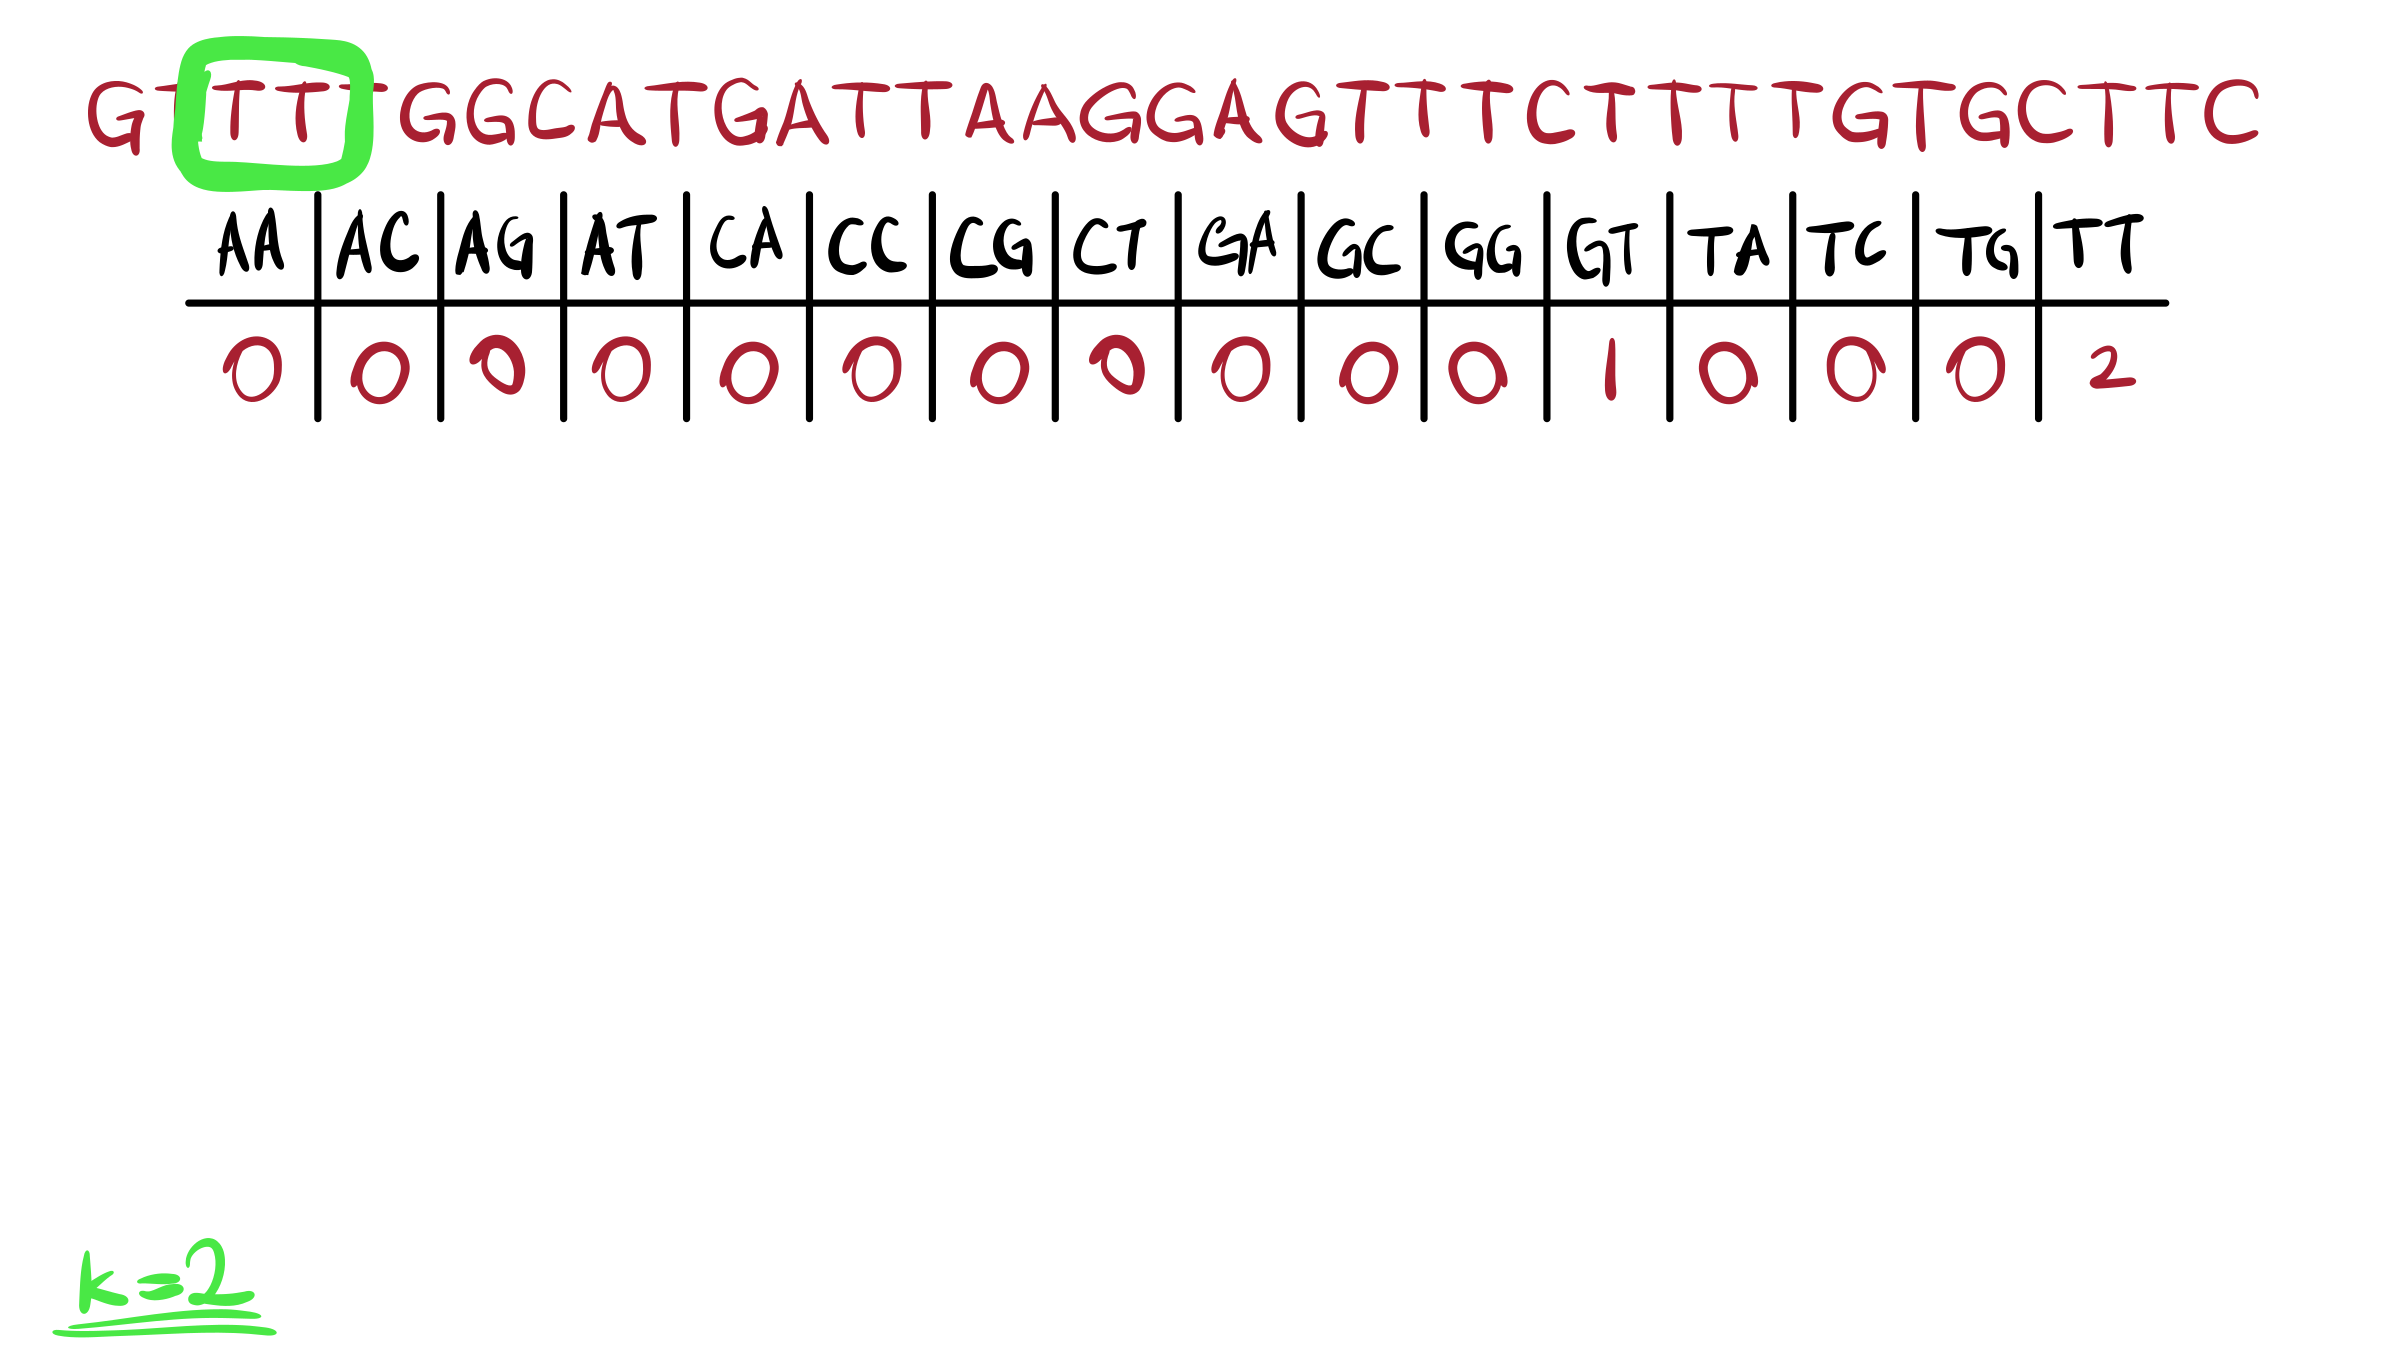 GTTTTGGCATGATTAAGGAGTTTCTTTTGTGCTTC
AA AC AG AT CA CC CG CT GA GC GG GT TA TC TG TT
0 0 0 0 0 0 0 0 0 0 0 1 0 0 0 2
k=2